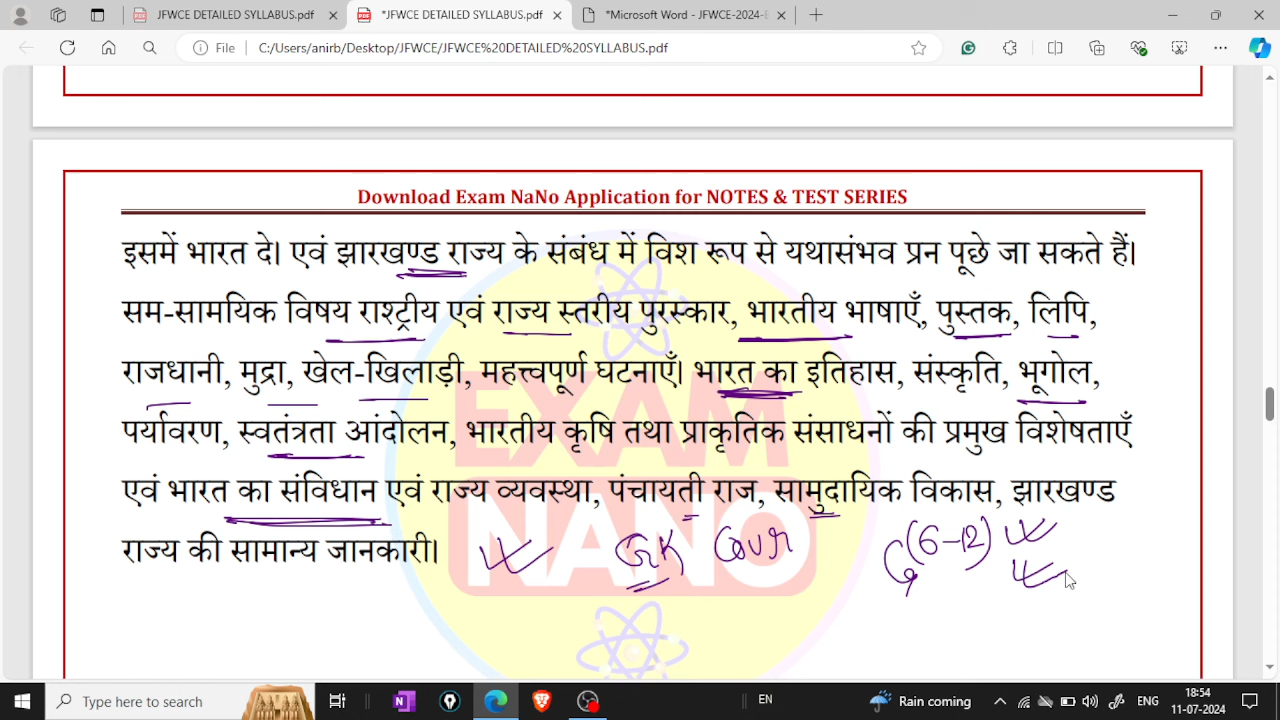 JFWCE DETAILED SYLLABUS.pdf
*JFWCE DETAILED SYLLABUS.pdf
*Microsoft Word - JFWCE-2024-E
File
C:/Users/anirb/Desktop/JFWCE/JFWCE%20DETAILED%20SYLLABUS.pdf
Download Exam NaNo Application for NOTES & TEST SERIES
इसमें भारत दे। एवं झारखण्ड राज्य के संबंध में विश रूप से यथासंभव प्रन पूछे जा सकते हैं।
सम-सामयिक विषय राश्ट्रीय एवं राज्य स्तरीय पुरस्कार, भारतीय भाषाएँ, पुस्तक, लिपि,
राजधानी, मुद्रा, खेल-खिलाड़ी, महत्त्वपूर्ण घटनाएँ। भारत का इतिहास, संस्कृति, भूगोल,
पर्यावरण, स्वतंत्रता आंदोलन, भारतीय कृषि तथा प्राकृतिक संसाधनों की प्रमुख विशेषताएँ
एवं भारत का संविधान एवं राज्य व्यवस्था, पंचायती राज, सामुदायिक विकास, झारखण्ड
राज्य की सामान्य जानकारी।
GK (6-12)
EXAM
NANO
Type here to search
EN
Rain coming
ENG
18:54
11-07-2024